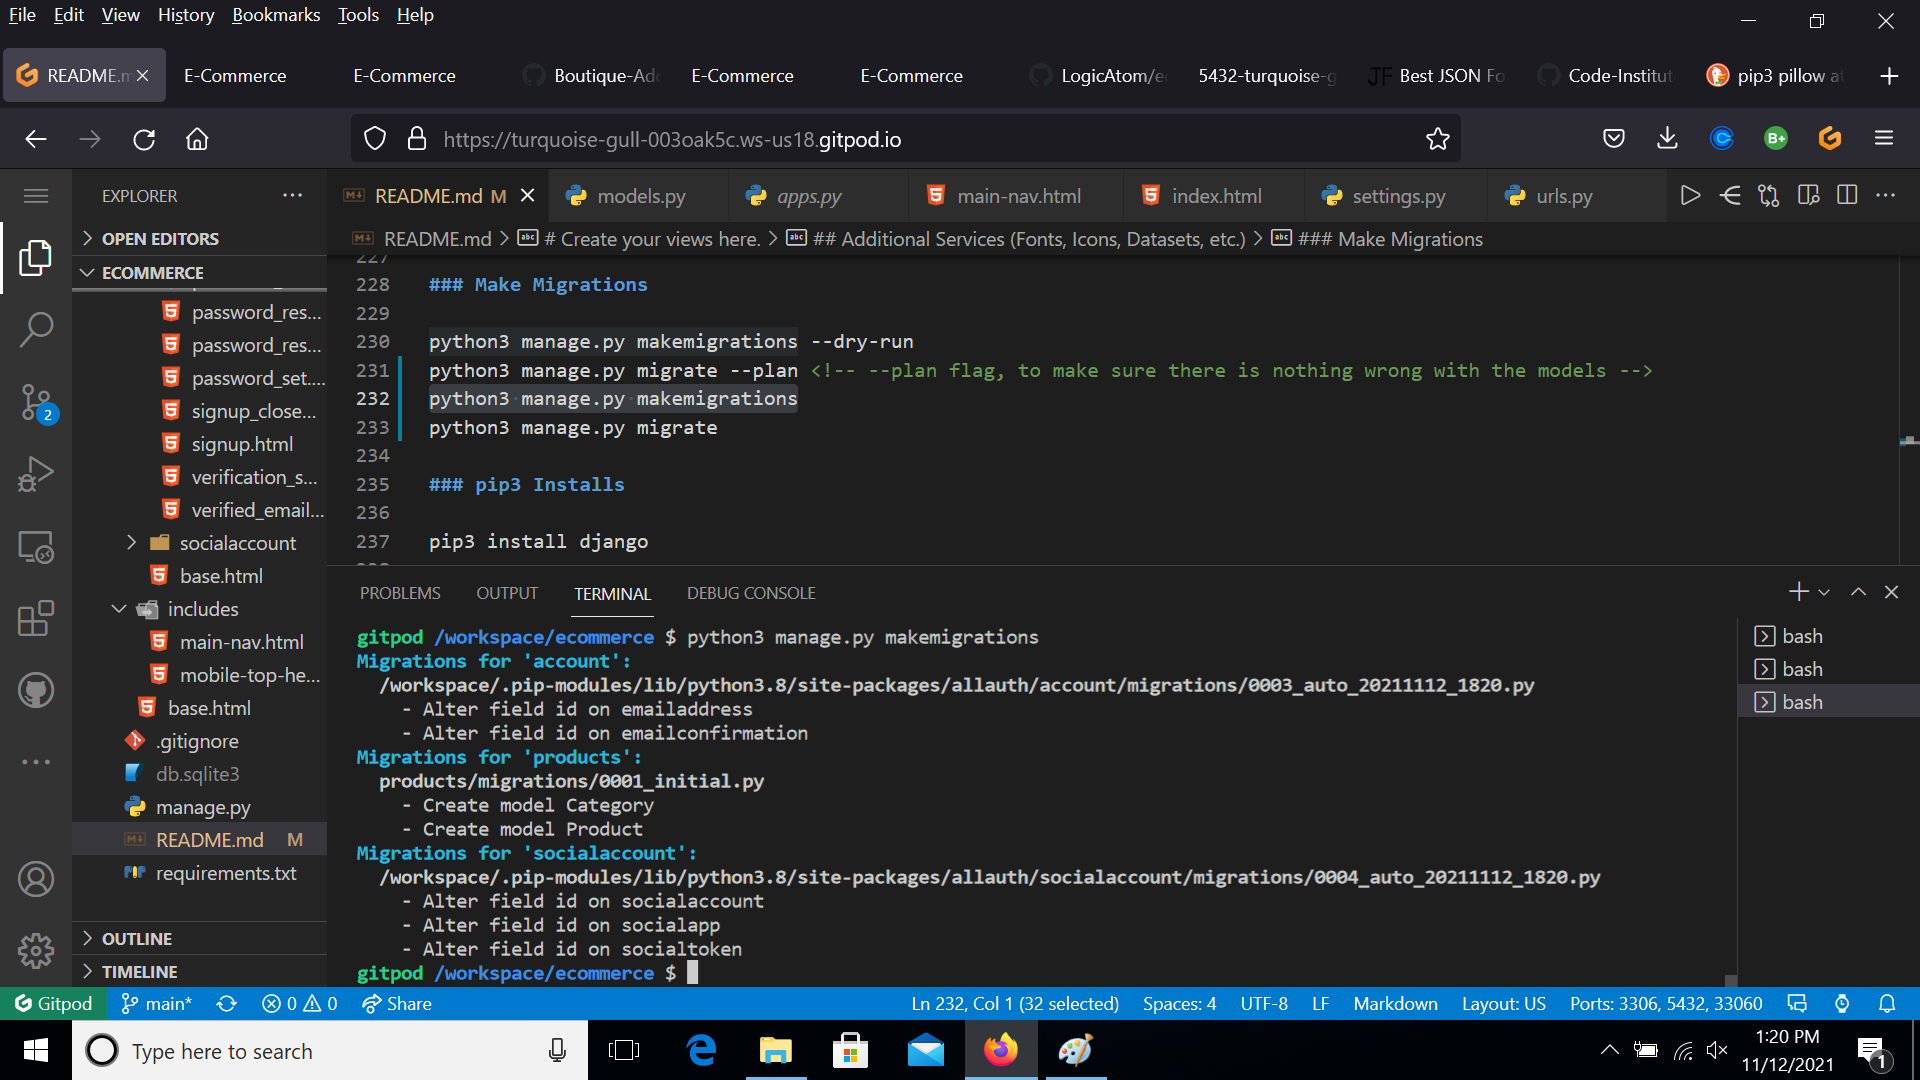 File Edit View History Bookmarks Tools Help
README.m
E-Commerce
E-Commerce
Boutique-Ado
E-Commerce
E-Commerce
LogicAtom/ec
5432-turquoise-g
JF Best JSON Fo
Code-Institut
pip3 pillow at
https://turquoise-gull-003oak5c.ws-us18.gitpod.io
EXPLORER
README.md M
models.py
apps.py
main-nav.html
index.html
settings.py
urls.py
README.md > # Create your views here. > ## Additional Services (Fonts, Icons, Datasets, etc.) > ### Make Migrations
OPEN EDITORS
ECOMMERCE
password_res...
password_res...
password_set....
signup_close...
signup.html
verification_s...
verified_email...
socialaccount
base.html
includes
main-nav.html
mobile-top-he...
base.html
.gitignore
db.sqlite3
manage.py
README.md M
requirements.txt
OUTLINE
TIMELINE
2
227
228 ### Make Migrations
229
230 python3 manage.py makemigrations --dry-run
231 python3 manage.py migrate --plan <!-- --plan flag, to make sure there is nothing wrong with the models -->
232 python3 manage.py makemigrations
233 python3 manage.py migrate
234
235 ### pip3 Installs
236
237 pip3 install django
PROBLEMS OUTPUT TERMINAL DEBUG CONSOLE
gitpod /workspace/ecommerce $ python3 manage.py makemigrations
Migrations for 'account':
/workspace/.pip-modules/lib/python3.8/site-packages/allauth/account/migrations/0003_auto_20211112_1820.py
- Alter field id on emailaddress
- Alter field id on emailconfirmation
Migrations for 'products':
products/migrations/0001_initial.py
- Create model Category
- Create model Product
Migrations for 'socialaccount':
/workspace/.pip-modules/lib/python3.8/site-packages/allauth/socialaccount/migrations/0004_auto_20211112_1820.py
- Alter field id on socialaccount
- Alter field id on socialapp
- Alter field id on socialtoken
gitpod /workspace/ecommerce $
bash
bash
bash
Gitpod main* 0 0 Share
Ln 232, Col 1 (32 selected) Spaces: 4 UTF-8 LF Markdown Layout: US Ports: 3306, 5432, 33060
Type here to search
1:20 PM
11/12/2021
1